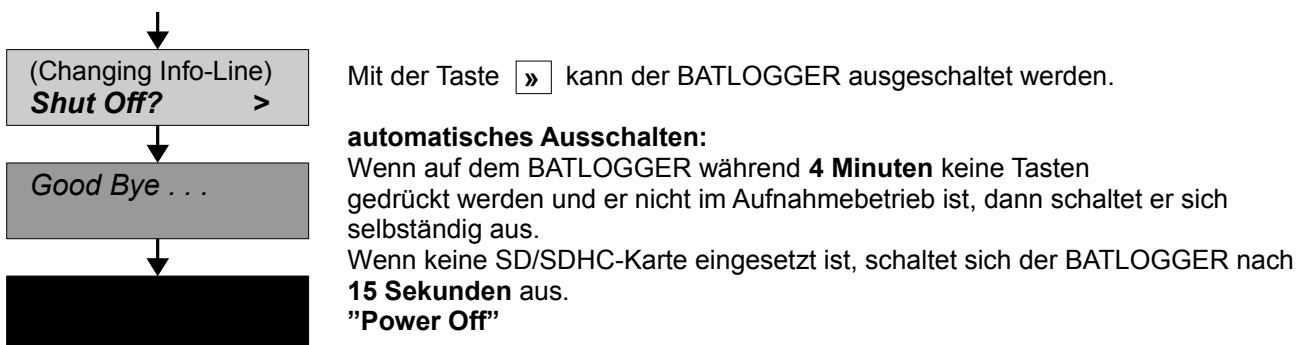 (Changing Info-Line)
Shut Off? >
Good Bye . . .
Mit der Taste » kann der BATLOGGER ausgeschaltet werden.
automatisches Ausschalten:
Wenn auf dem BATLOGGER während 4 Minuten keine Tasten
gedrückt werden und er nicht im Aufnahmebetrieb ist, dann schaltet er sich
selbständig aus.
Wenn keine SD/SDHC-Karte eingesetzt ist, schaltet sich der BATLOGGER nach
15 Sekunden aus.
”Power Off”